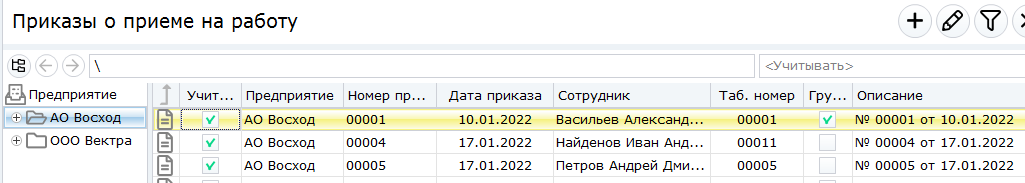 Приказы о приеме на работу
\ <Учитывать>
Предприятие Учит... Предприятие Номер пр... Дата приказа Сотрудник Таб. номер Гру... Описание
АО Восход АО Восход 00001 10.01.2022 Васильев Александ... 00001 № 00001 от 10.01.2022
ООО Вектра АО Восход 00004 17.01.2022 Найденов Иван Анд... 00011 № 00004 от 17.01.2022
АО Восход 00005 17.01.2022 Петров Андрей Дми... 00005 № 00005 от 17.01.2022